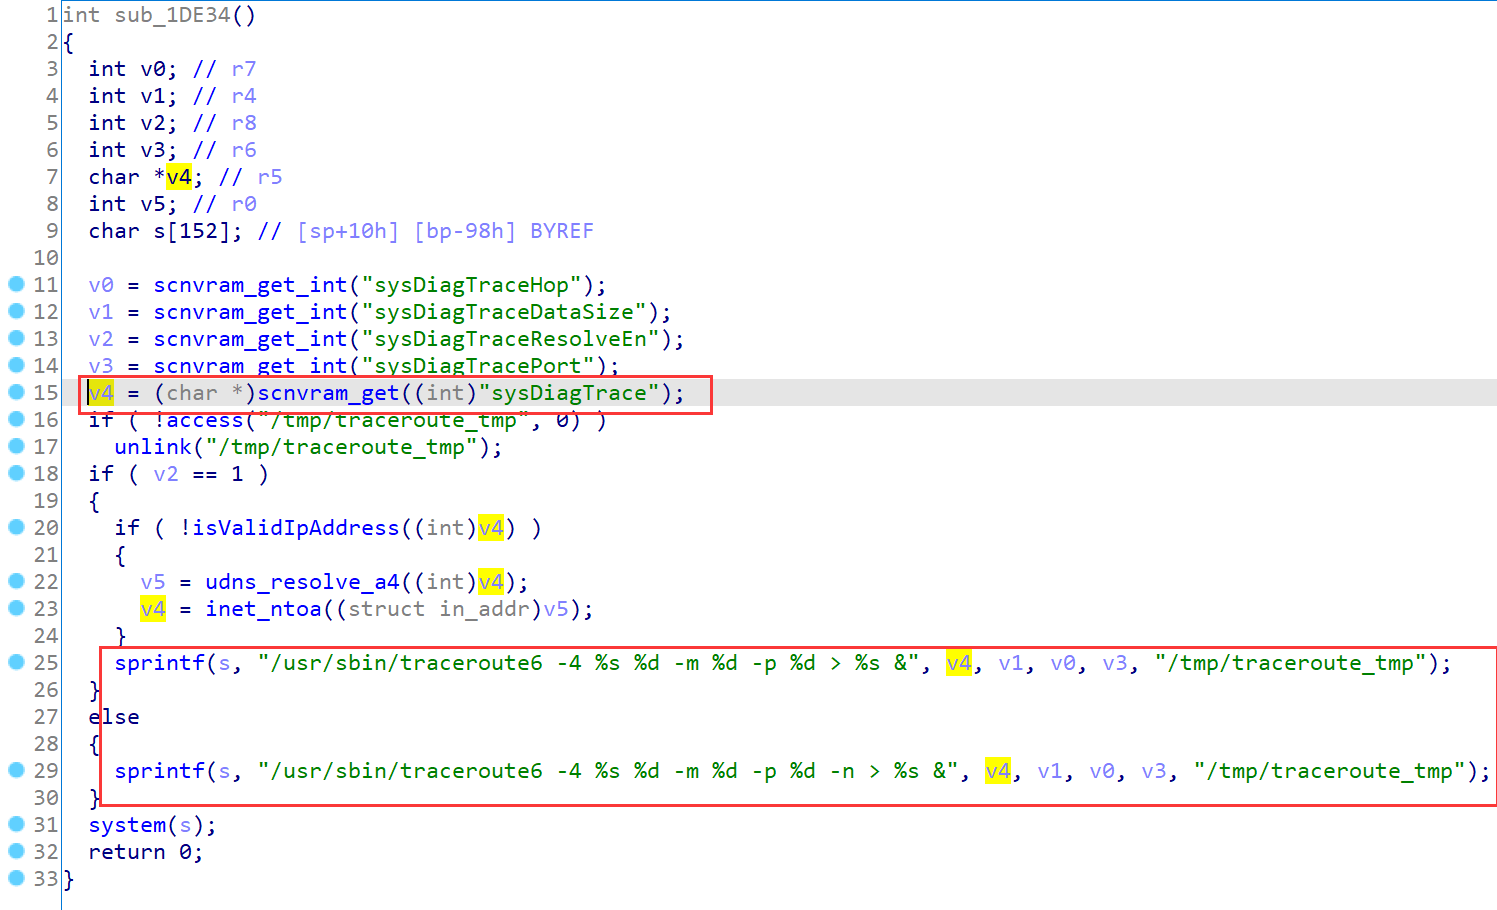 1 int sub_1DE34()
2 {
3 int v0; // r7
4 int v1; // r4
5 int v2; // r8
6 int v3; // r6
7 char *v4; // r5
8 int v5; // r0
9 char s[152]; // [sp+10h] [bp-98h] BYREF
10
11 v0 = scnvram_get_int("sysDiagTraceHop");
12 v1 = scnvram_get_int("sysDiagTraceDataSize");
13 v2 = scnvram_get_int("sysDiagTraceResolveEn");
14 v3 = scnvram_get_int("sysDiagTracePort");
15 v4 = (char *)scnvram_get((int)"sysDiagTrace");
16 if ( !access("/tmp/traceroute_tmp", 0) )
17 unlink("/tmp/traceroute_tmp");
18 if ( v2 == 1 )
19 {
20 if ( !isValidIpAddress((int)v4) )
21 {
22 v5 = udns_resolve_a4((int)v4);
23 v4 = inet_ntoa((struct in_addr)v5);
24 }
25 sprintf(s, "/usr/sbin/traceroute6 -4 %s %d -m %d -p %d > %s &", v4, v1, v0, v3, "/tmp/traceroute_tmp");
26 }
27 else
28 {
29 sprintf(s, "/usr/sbin/traceroute6 -4 %s %d -m %d -p %d -n > %s &", v4, v1, v0, v3, "/tmp/traceroute_tmp");
30 }
31 system(s);
32 return 0;
33 }